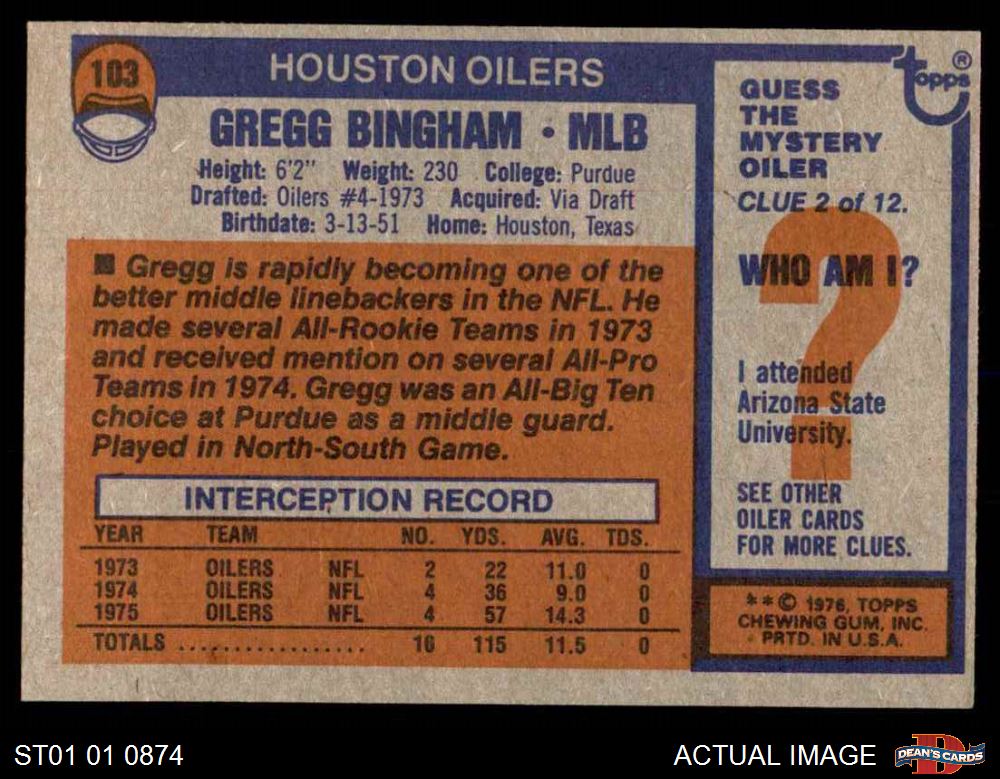 103
HOUSTON OILERS
GREGG BINGHAM • MLB
Height: 6'2" Weight: 230 College: Purdue
Drafted: Oilers #4-1973 Acquired: Via Draft
Birthdate: 3-13-51 Home: Houston, Texas
■ Gregg is rapidly becoming one of the
better middle linebackers in the NFL. He
made several All-Rookie Teams in 1973
and received mention on several All-Pro
Teams in 1974. Gregg was an All-Big Ten
choice at Purdue as a middle guard.
Played in North-South Game.
INTERCEPTION RECORD
YEAR TEAM NO. YDS. AVG. TDS.
1973 OILERS NFL 2 22 11.0 0
1974 OILERS NFL 4 36 9.0 0
1975 OILERS NFL 4 57 14.3 0
TOTALS .................. 10 115 11.5 0
topps®
GUESS
THE
MYSTERY
OILER
CLUE 2 of 12.
?
WHO AM I?
I attended
Arizona State
University.
SEE OTHER
OILER CARDS
FOR MORE CLUES.
**© 1976, TOPPS
CHEWING GUM, INC.
PRTD. IN U.S.A.
ST01 01 0874
ACTUAL IMAGE
DEAN'S CARDS